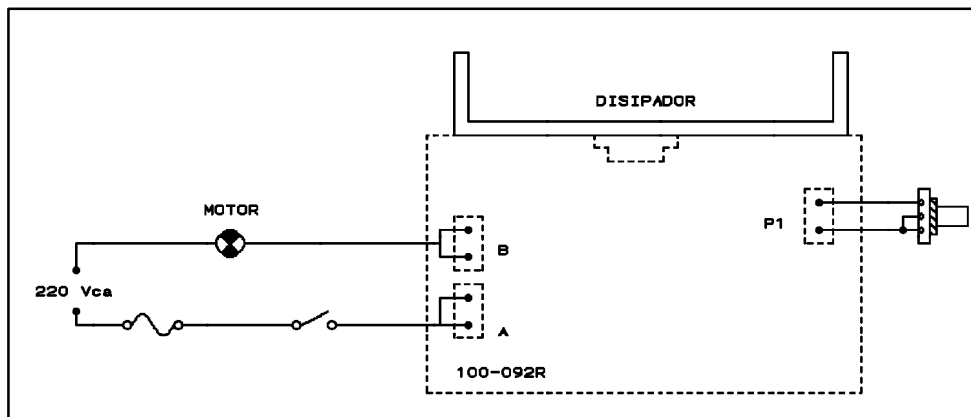 DISIPADOR
MOTOR
P1
B
220 Vca
A
100-092R